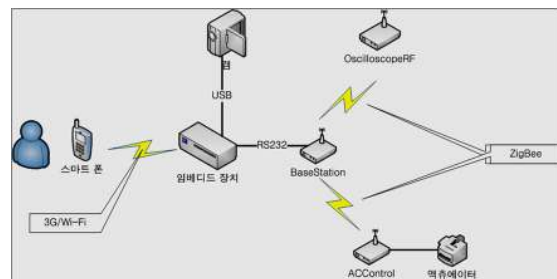 캠
OscilloscopeRF
USB
스마트 폰
RS232
임베디드 장치
BaseStation
ZigBee
3G/Wi-Fi
ACControl
액츄에이터